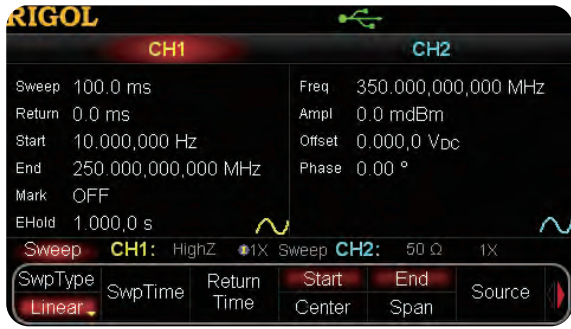 RIGOL
CH1 CH2
Sweep 100.0 ms
Return 0.0 ms
Start 10.000,000 Hz
End 250.000,000,000 MHz
Mark OFF
EHold 1.000,0 s
Freq 350.000,000,000 MHz
Ampl 0.0 mdBm
Offset 0.000,0 VDC
Phase 0.00 °
Sweep CH1: HighZ 1X Sweep CH2: 50 Ω 1X
SwpType Linear
SwpTime
Return Time
Start Center
End Span
Source